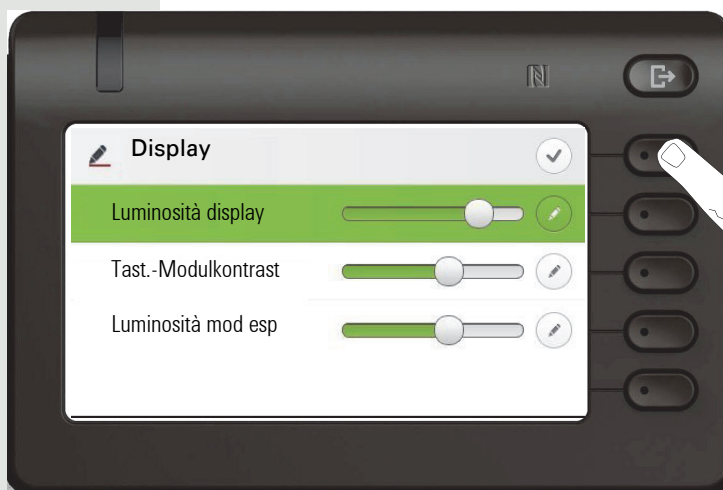 Display
Luminosità display
Tast.-Modulkontrast
Luminosità mod esp